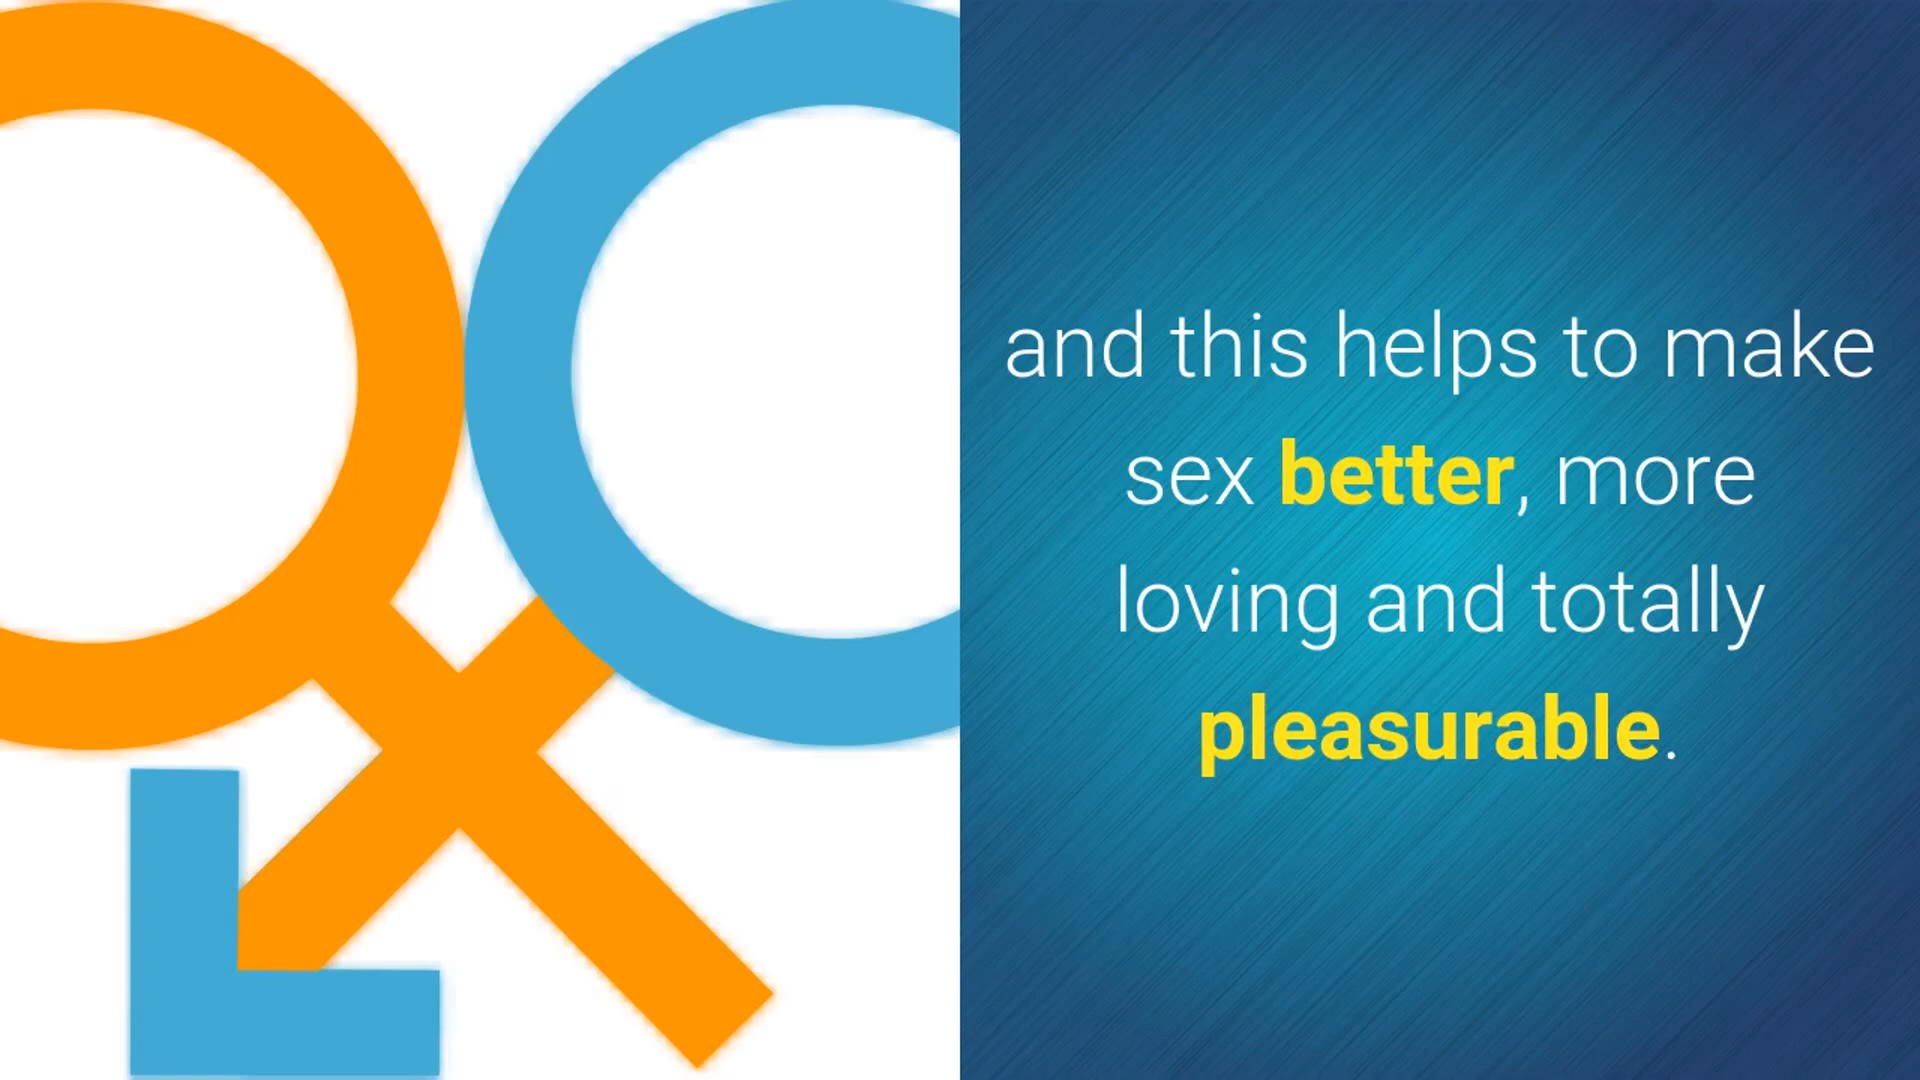 and this helps to make
sex better, more
loving and totally
pleasurable.